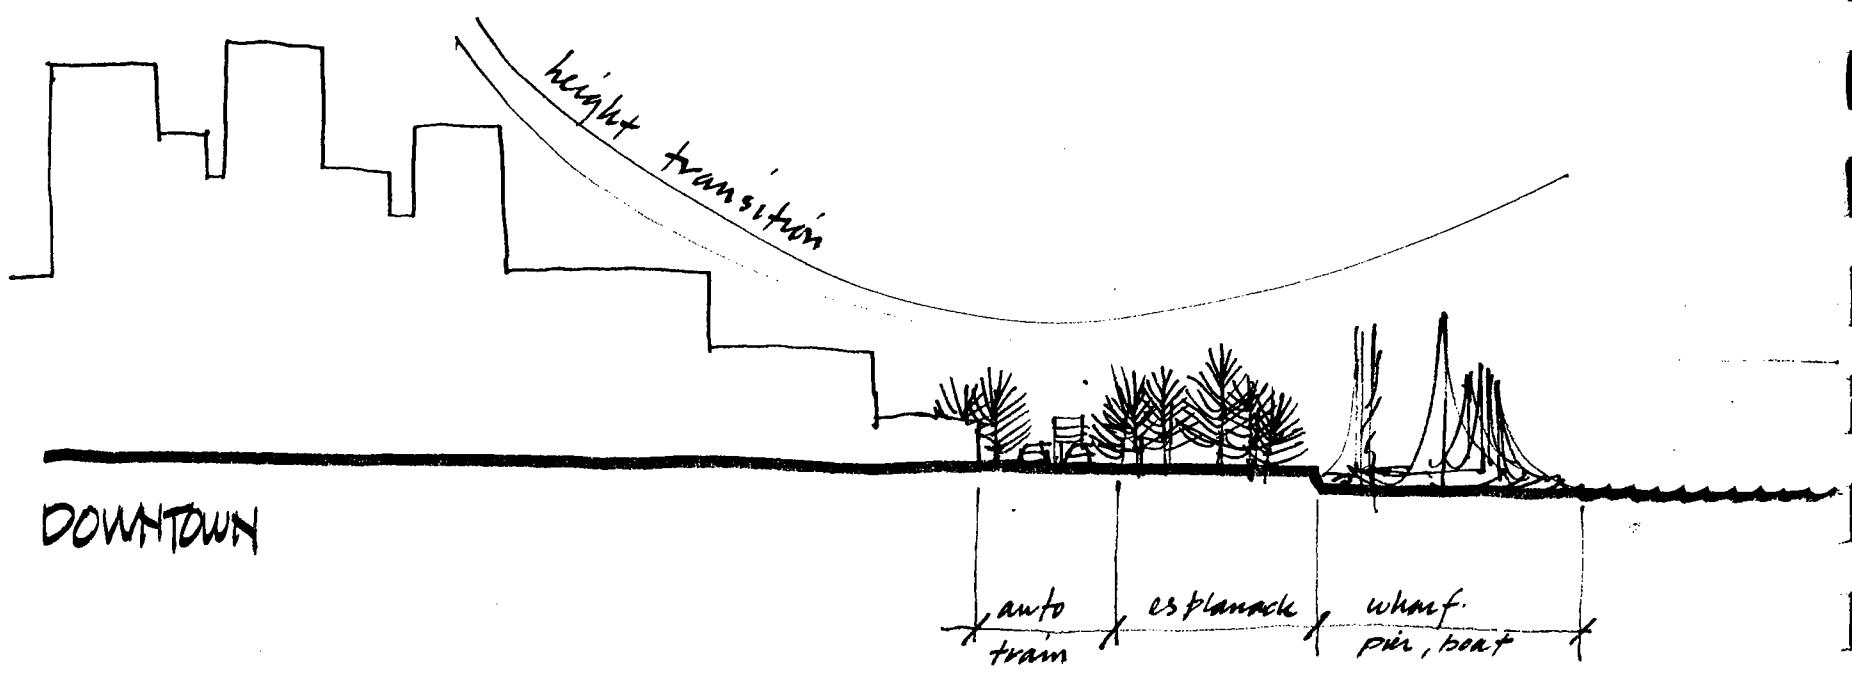 height transition
DOWNTOWN
auto
train
esplanade
wharf.
pier, boat